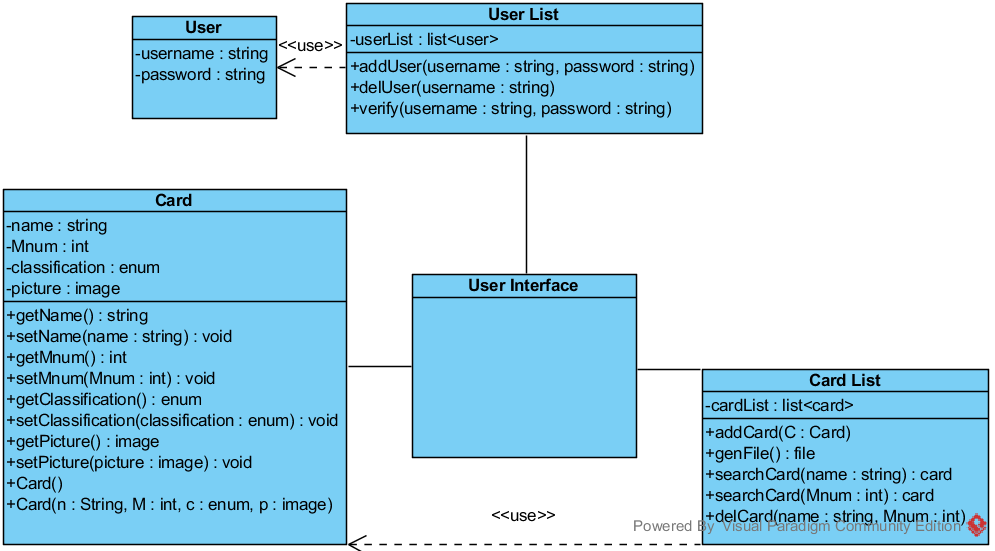 User
-username : string
-password : string
<<use>>
User List
-userList : list<user>
+addUser(username : string, password : string)
+delUser(username : string)
+verify(username : string, password : string)
Card
-name : string
-Mnum : int
-classification : enum
-picture : image
+getName() : string
+setName(name : string) : void
+getMnum() : int
+setMnum(Mnum : int) : void
+getClassification() : enum
+setClassification(classification : enum) : void
+getPicture() : image
+setPicture(picture : image) : void
+Card()
+Card(n : String, M : int, c : enum, p : image)
User Interface
Card List
-cardList : list<card>
+addCard(C : Card)
+genFile() : file
+searchCard(name : string) : card
+searchCard(Mnum : int) : card
+delCard(name : string, Mnum : int)
<<use>>
Powered By Visual Paradigm Community Edition